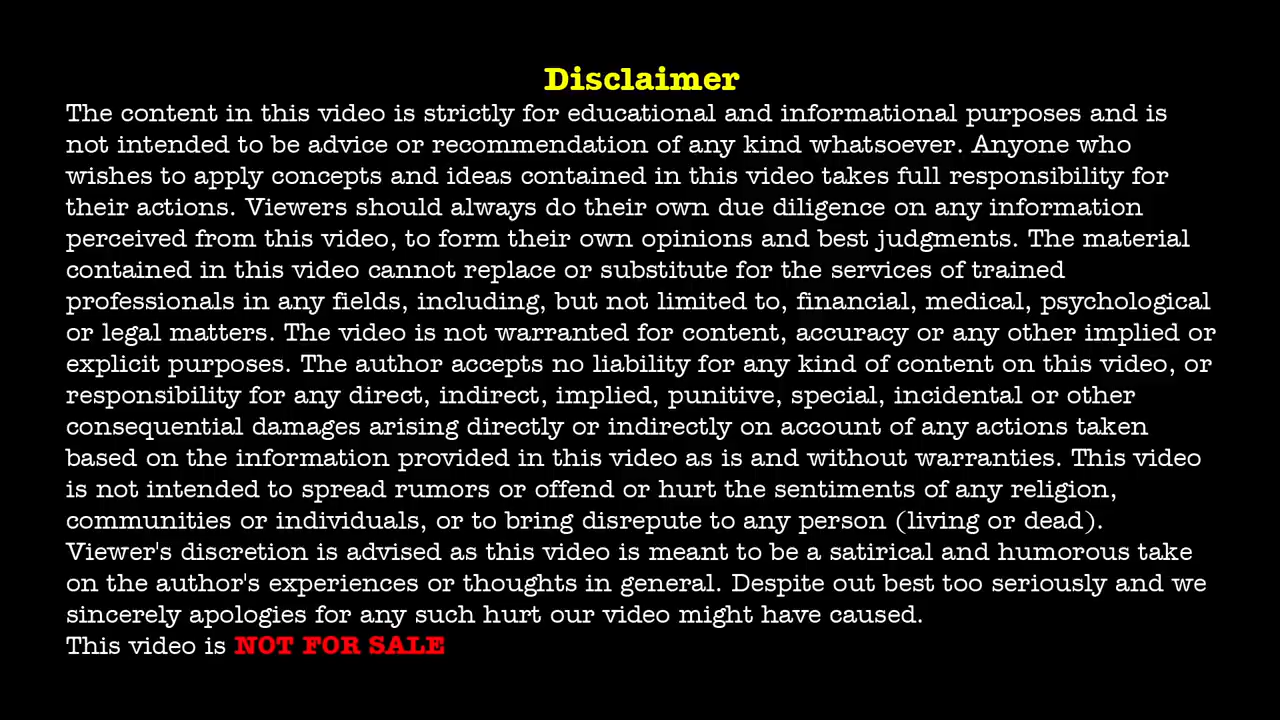 Disclaimer
The content in this video is strictly for educational and informational purposes and is
not intended to be advice or recommendation of any kind whatsoever. Anyone who
wishes to apply concepts and ideas contained in this video takes full responsibility for
their actions. Viewers should always do their own due diligence on any information
perceived from this video, to form their own opinions and best judgments. The material
contained in this video cannot replace or substitute for the services of trained
professionals in any fields, including, but not limited to, financial, medical, psychological
or legal matters. The video is not warranted for content, accuracy or any other implied or
explicit purposes. The author accepts no liability for any kind of content on this video, or
responsibility for any direct, indirect, implied, punitive, special, incidental or other
consequential damages arising directly or indirectly on account of any actions taken
based on the information provided in this video as is and without warranties. This video
is not intended to spread rumors or offend or hurt the sentiments of any religion,
communities or individuals, or to bring disrepute to any person (living or dead).
Viewer's discretion is advised as this video is meant to be a satirical and humorous take
on the author's experiences or thoughts in general. Despite out best too seriously and we
sincerely apologies for any such hurt our video might have caused.
This video is NOT FOR SALE